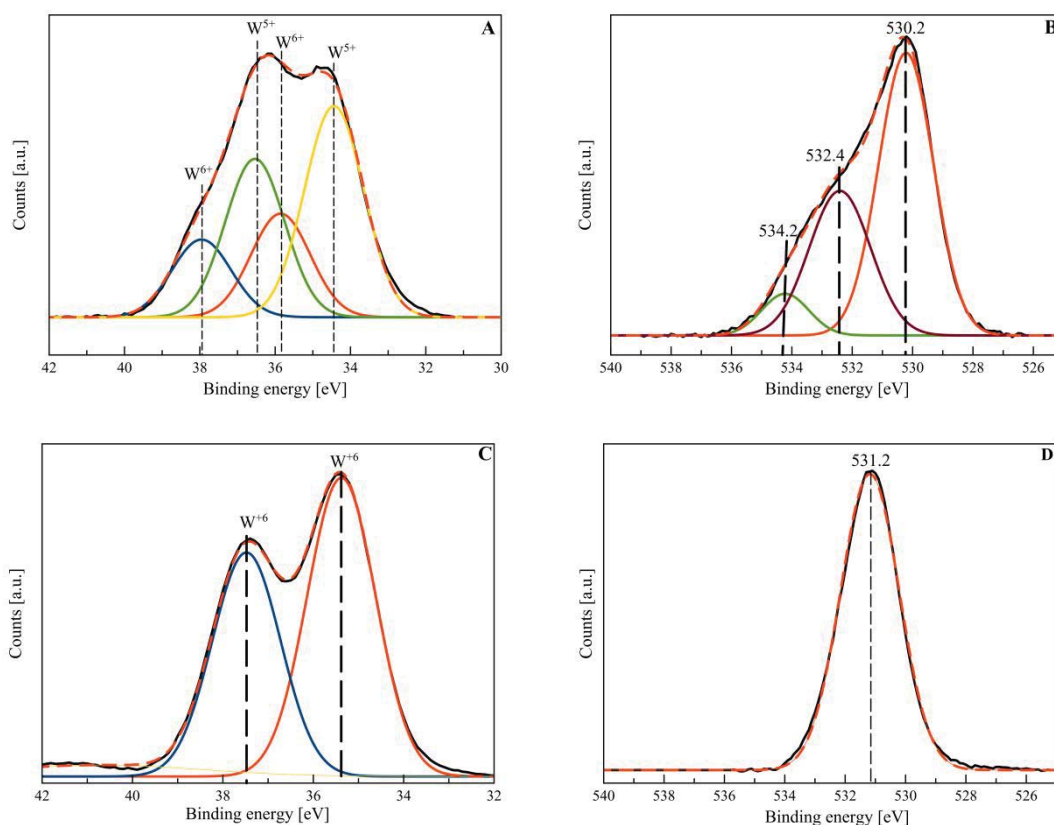 A
W5+
W6+
W5+
W6+
Counts [a.u.]
42 40 38 36 34 32 30
Binding energy [eV]
B
530.2
532.4
534.2
Counts [a.u.]
540 538 536 534 532 530 528 526
Binding energy [eV]
C
W+6
W+6
Counts [a.u.]
42 40 38 36 34 32
Binding energy [eV]
D
531.2
Counts [a.u.]
540 538 536 534 532 530 528 526
Binding energy [eV]